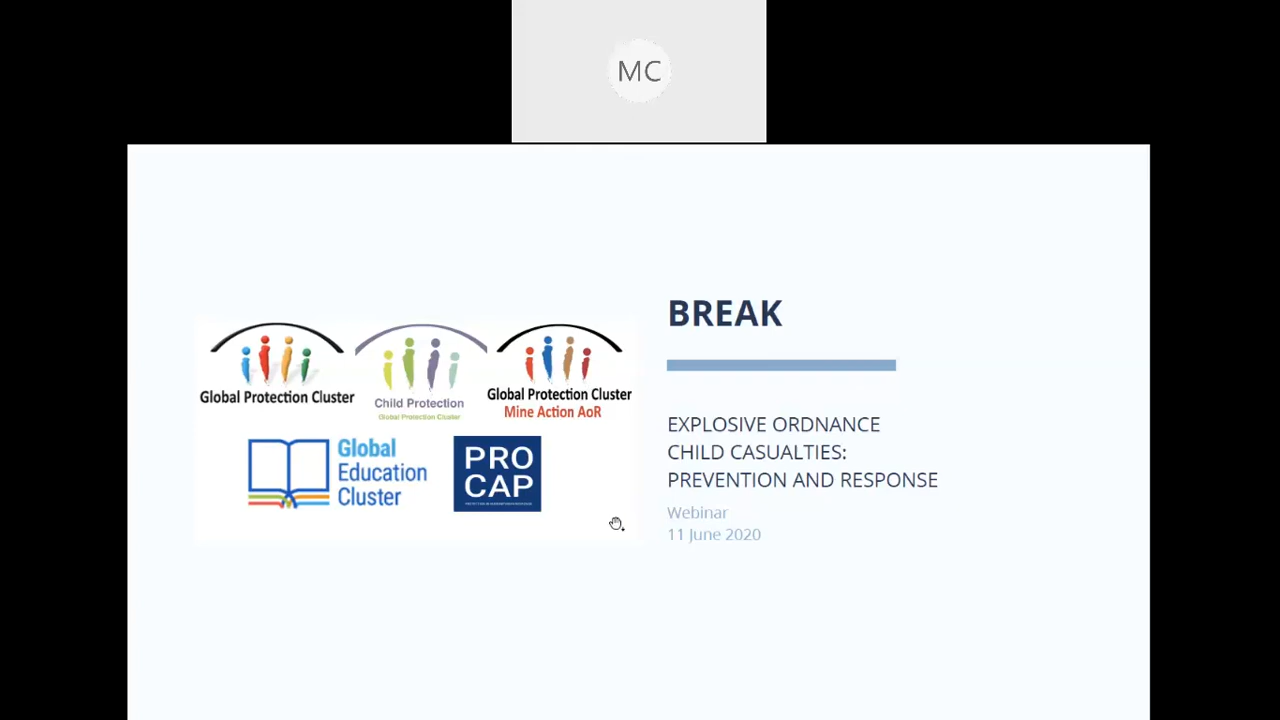 MC
BREAK
Global Protection Cluster
Child Protection
Global Protection Cluster
Global Protection Cluster
Mine Action AoR
Global
Education
Cluster
PRO
CAP
EXPLOSIVE ORDNANCE
CHILD CASUALTIES:
PREVENTION AND RESPONSE
Webinar
11 June 2020